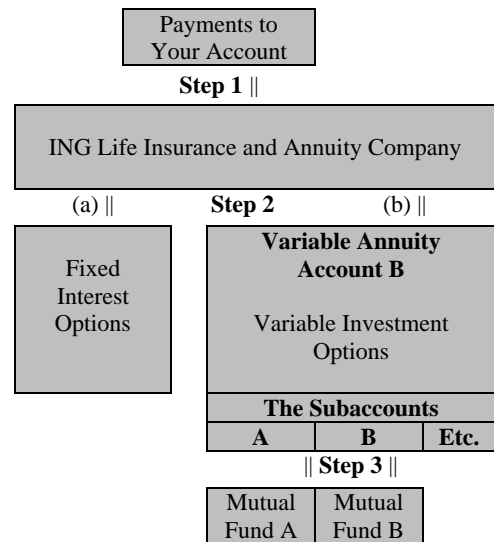 Payments to
Your Account
Step 1 ||
ING Life Insurance and Annuity Company
(a) || Step 2 (b) ||
Fixed
Interest
Options
Variable Annuity
Account B
Variable Investment
Options
The Subaccounts
A B Etc.
|| Step 3 ||
Mutual
Fund A
Mutual
Fund B